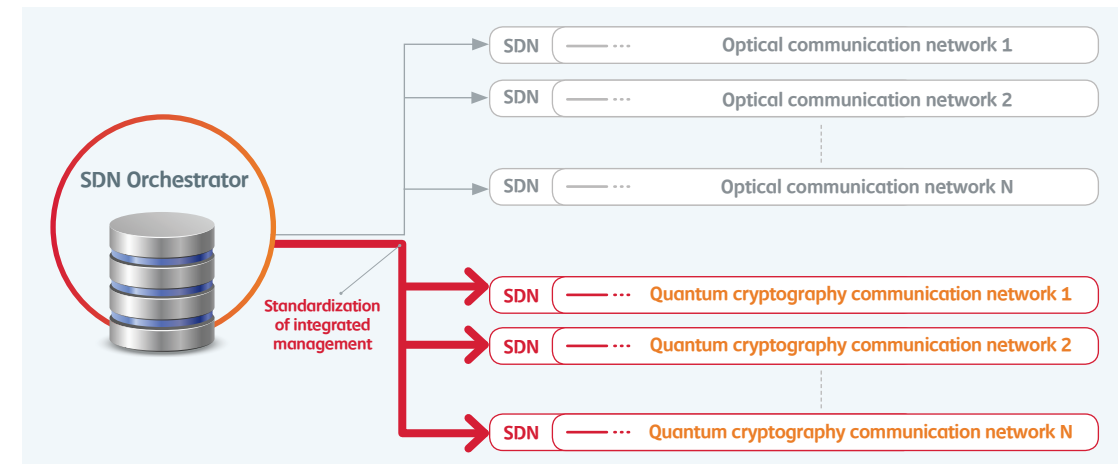 SDN Orchestrator
SDN Optical communication network 1
SDN Optical communication network 2
SDN Optical communication network N
Standardization
of integrated
management
SDN Quantum cryptography communication network 1
SDN Quantum cryptography communication network 2
SDN Quantum cryptography communication network N